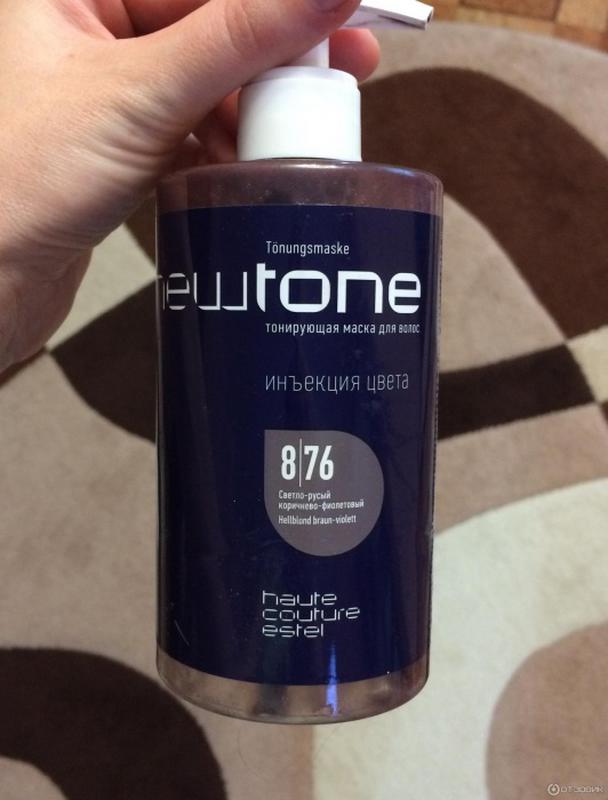 Tönungsmaske
newtone
тонирующая маска для волос
инъекция цвета
8|76
Светло-русый
коричнево-фиолетовый
Hellblond braun-violett
haute
couture
estel
ОТЗОВИК